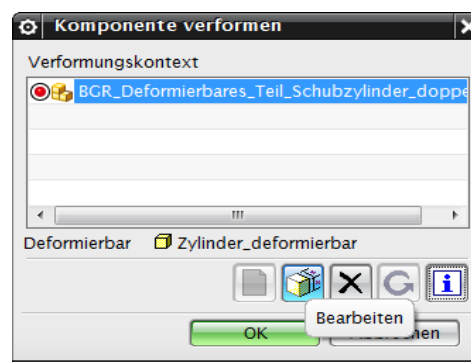 Komponente verformen
Verformungskontext
BGR_Deformierbares_Teil_Schubzylinder_doppe
Deformierbar Zylinder_deformierbar
Bearbeiten
OK